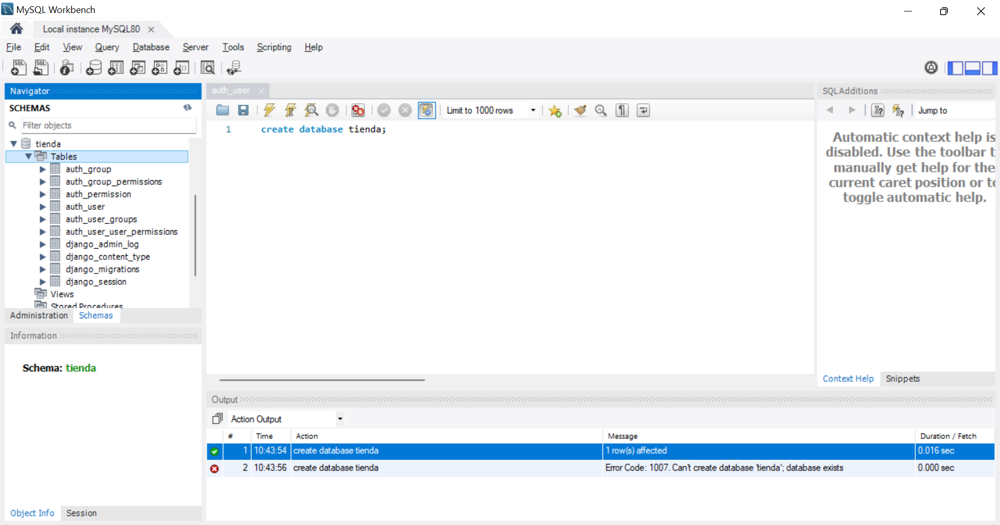 MySQL Workbench
Local instance MySQL80
File Edit View Query Database Server Tools Scripting Help
Navigator
SCHEMAS
Filter objects
tienda
Tables
auth_group
auth_group_permissions
auth_permission
auth_user
auth_user_groups
auth_user_user_permissions
django_admin_log
django_content_type
django_migrations
django_session
Views
Stored Procedures
Administration Schemas
Information
Schema: tienda
Object Info Session
auth_user
Limit to 1000 rows
1 create database tienda;
SQLAdditions
Jump to
Automatic context help is
disabled. Use the toolbar t
manually get help for the
current caret position or to
toggle automatic help.
Context Help Snippets
Output
Action Output
# Time Action Message Duration / Fetch
1 10:43:54 create database tienda 1 row(s) affected 0.016 sec
2 10:43:56 create database tienda Error Code: 1007. Can't create database 'tienda'; database exists 0.000 sec